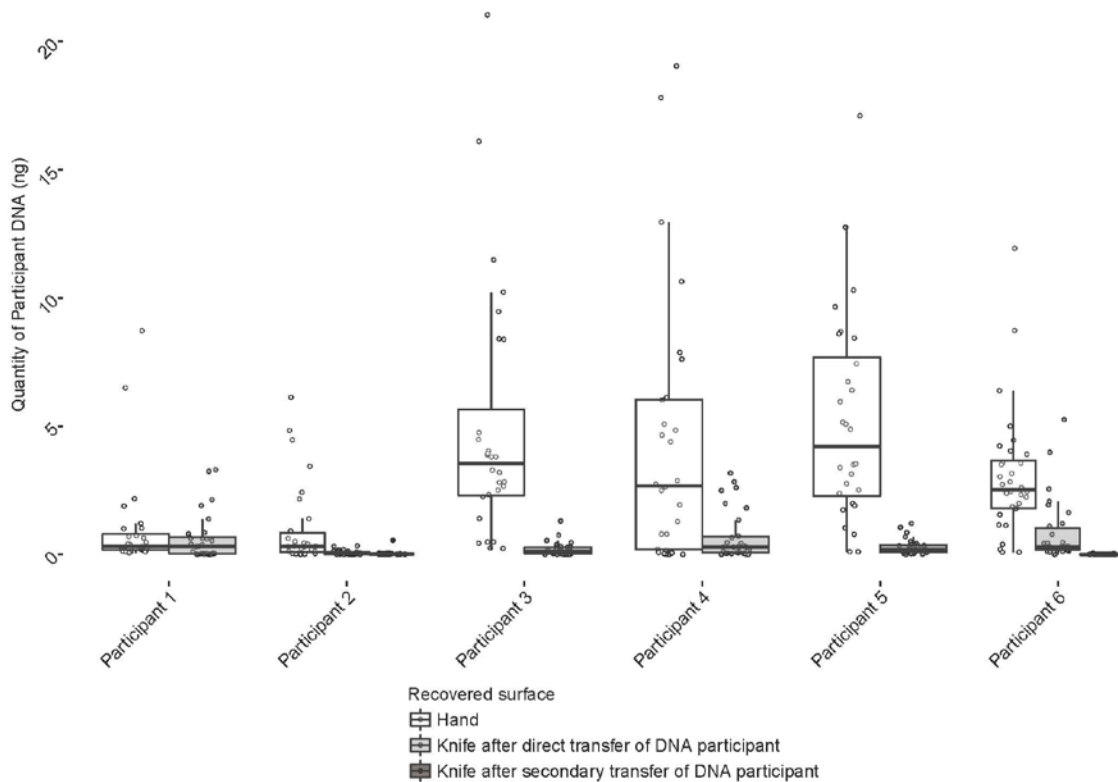 Quantity of Participant DNA (ng)
20
15
10
5
0
Participant 1
Participant 2
Participant 3
Participant 4
Participant 5
Participant 6
Recovered surface
Hand
Knife after direct transfer of DNA participant
Knife after secondary transfer of DNA participant